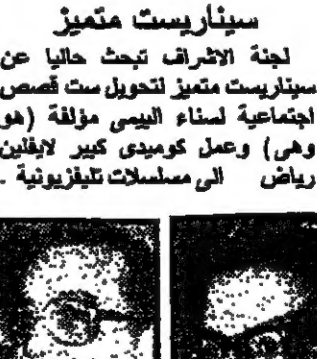 سيناريست متميز
لجنة الاشراف تبحث حاليا عن
سيناريست متميز لتحويل ست قصص
اجتماعية لسناء البيسى مؤلفة (هو
وهى) وعمل كوميدى كبير لايفلين
رياض الى مسلسلات تليفزيونية .